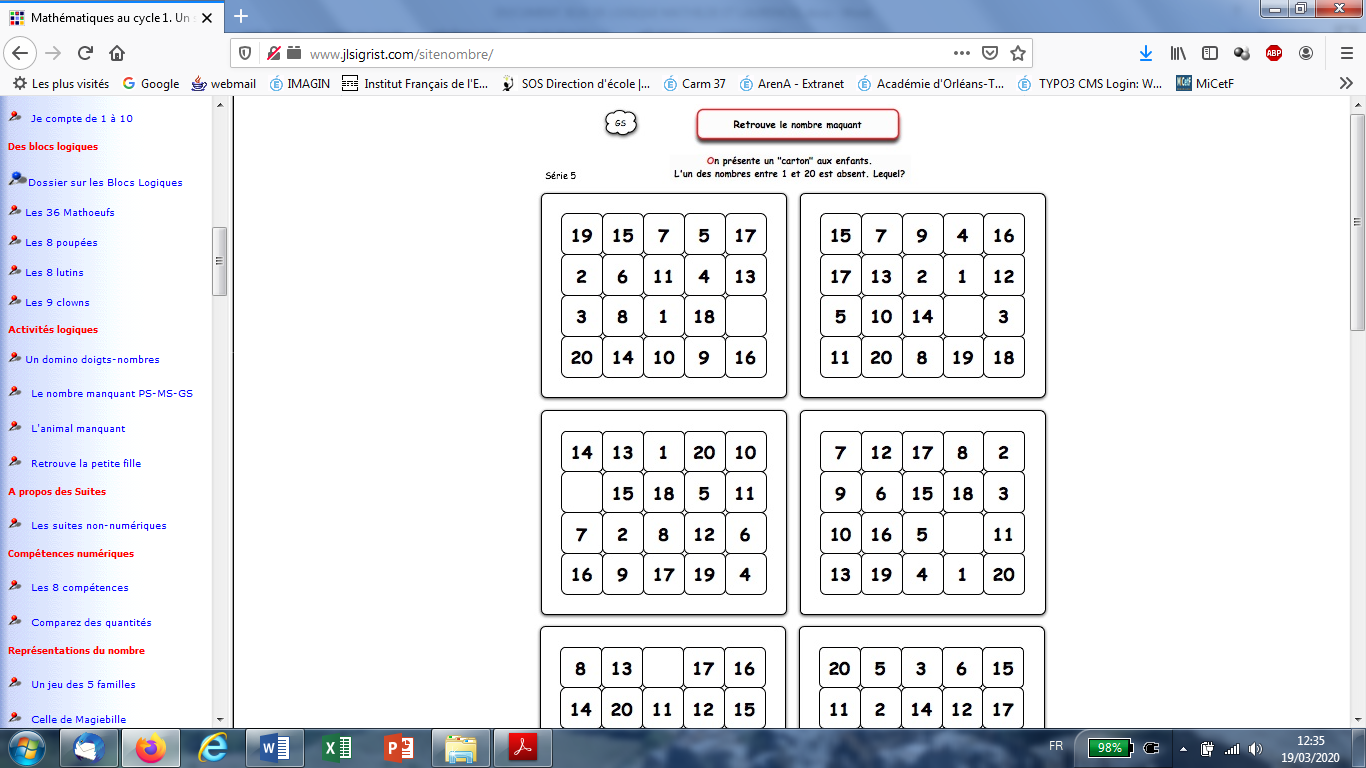 Mathématiques au cycle 1. Un s
www.jlsigrist.com/sitenombre/
ABP
Les plus visités
Google
webmail
IMAGIN
Institut Français de l'E...
SOS Direction d'école |...
Carm 37
ArenA - Extranet
Académie d'Orléans-T...
TYPO3 CMS Login: W...
MiCetF
Je compte de 1 à 10
Des blocs logiques
Dossier sur les Blocs Logiques
Les 36 Mathoeufs
Les 8 poupées
Les 8 lutins
Les 9 clowns
Activités logiques
Un domino doigts-nombres
Le nombre manquant PS-MS-GS
L'animal manquant
Retrouve la petite fille
A propos des Suites
Les suites non-numériques
Compétences numériques
Les 8 compétences
Comparez des quantités
Représentations du nombre
Un jeu des 5 familles
Celle de Magiebille
GS
Retrouve le nombre maquant
On présente un "carton" aux enfants.
L'un des nombres entre 1 et 20 est absent. Lequel?
Série 5
19 15 7 5 17
2 6 11 4 13
3 8 1 18
20 14 10 9 16
15 7 9 4 16
17 13 2 1 12
5 10 14 3
11 20 8 19 18
14 13 1 20 10
15 18 5 11
7 2 8 12 6
16 9 17 19 4
7 12 17 8 2
9 6 15 18 3
10 16 5 11
13 19 4 1 20
8 13 17 16
14 20 11 12 15
20 5 3 6 15
11 2 14 12 17
FR
98%
12:35
19/03/2020